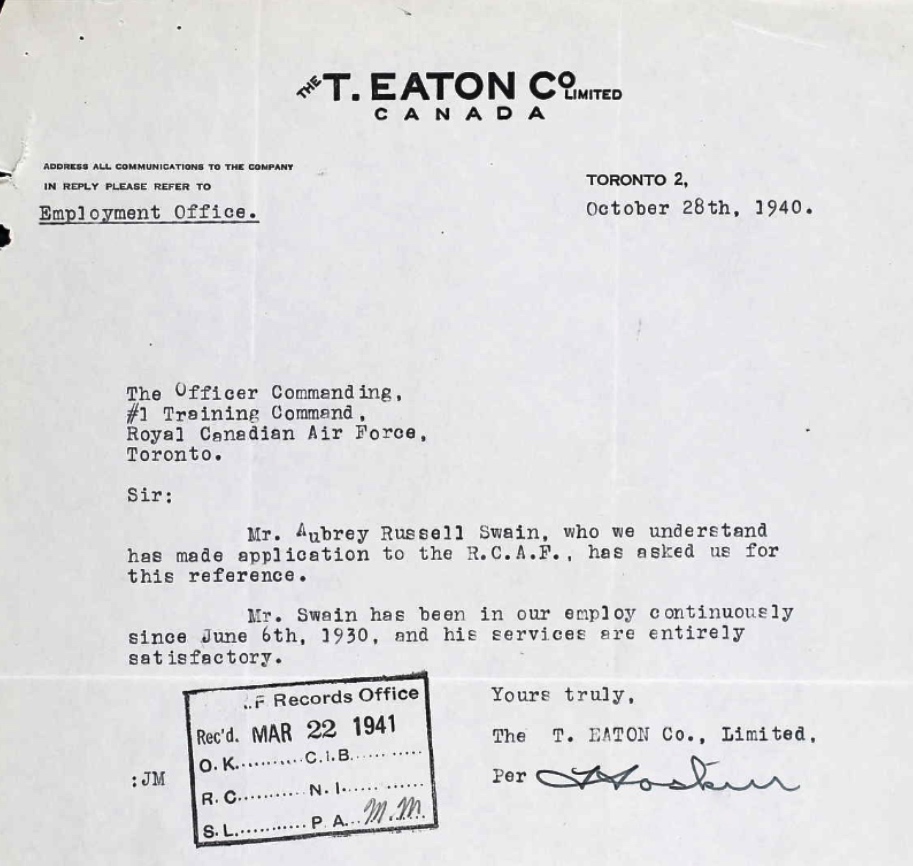 THE T. EATON CO LIMITED
CANADA
ADDRESS ALL COMMUNICATIONS TO THE COMPANY
IN REPLY PLEASE REFER TO
Employment Office.
TORONTO 2,
October 28th, 1940.
The Officer Commanding,
#1 Training Command,
Royal Canadian Air Force,
Toronto.
Sir:
Mr. Aubrey Russell Swain, who we understand
has made application to the R.C.A.F., has asked us for
this reference.
Mr. Swain has been in our employ continuously
since June 6th, 1930, and his services are entirely
satisfactory.
Yours truly,
The T. EATON Co., Limited.
Per
:JM
.F Records Office
Rec'd. MAR 22 1941
O.K...........C.I.B...........
R.C...........N.I...........
S.L...........P.A... M.M.